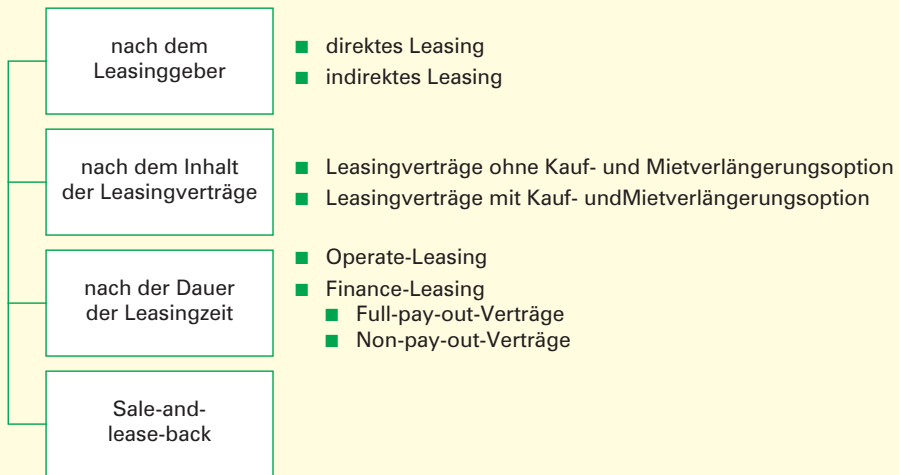 nach dem
Leasinggeber
■ direktes Leasing
■ indirektes Leasing
nach dem Inhalt
der Leasingverträge
■ Leasingverträge ohne Kauf- und Mietverlängerungsoption
■ Leasingverträge mit Kauf- undMietverlängerungsoption
nach der Dauer
der Leasingzeit
■ Operate-Leasing
■ Finance-Leasing
■ Full-pay-out-Verträge
■ Non-pay-out-Verträge
Sale-and-
lease-back